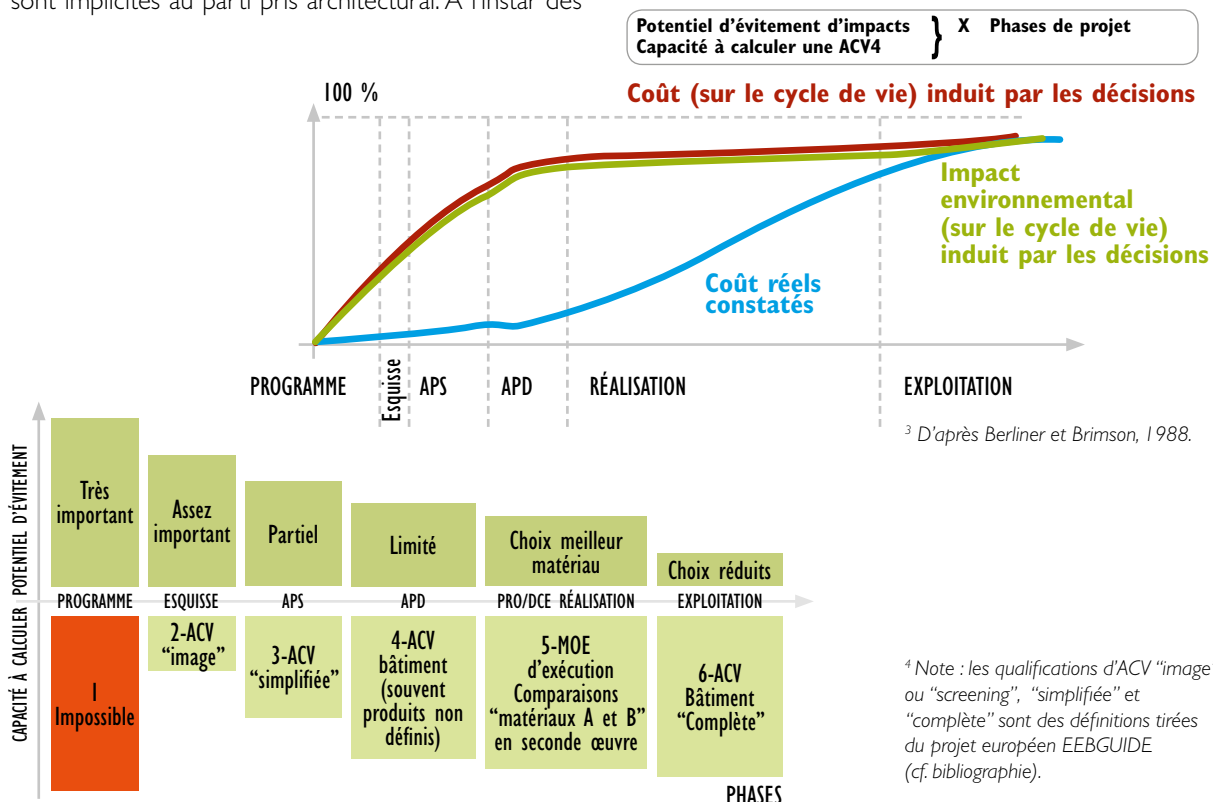 sont implicites au parti pris architectural. A l'instar des
Potentiel d'évitement d'impacts
Capacité à calculer une ACV4
} X Phases de projet
100 %
Coût (sur le cycle de vie) induit par les décisions
Impact
environnemental
(sur le cycle de vie)
induit par les décisions
Coût réels
constatés
PROGRAMME
Esquisse
APS
APD
RÉALISATION
EXPLOITATION
³ D'après Berliner et Brimson, 1988.
CAPACITÉ À CALCULER POTENTIEL D'ÉVITEMENT
Très
important
Assez
important
Partiel
Limité
Choix meilleur
matériau
Choix réduits
PROGRAMME
ESQUISSE
APS
APD
PRO/DCE RÉALISATION
EXPLOITATION
1
Impossible
2-ACV
“image”
3-ACV
“simplifiée”
4-ACV
bâtiment
(souvent
produits non
définis)
5-MOE
d'exécution
Comparaisons
“matériaux A et B”
en seconde œuvre
6-ACV
Bâtiment
“Complète”
PHASES
⁴ Note : les qualifications d'ACV “image
ou “screening”, “simplifiée” et
“complète” sont des définitions tirées
du projet européen EEBGUIDE
(cf. bibliographie).